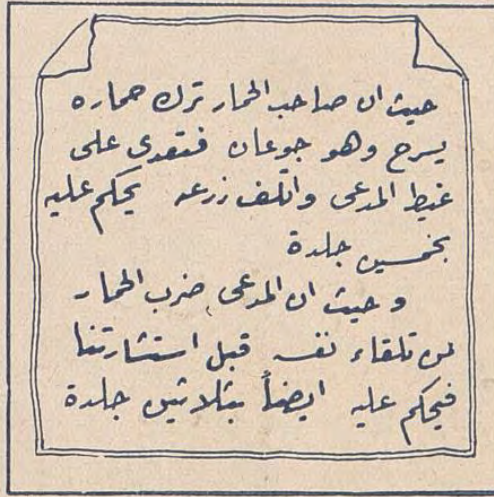 حيث ان صاحب الحمار ترك حماره
يسرح وهو جوعان فتعدى على
غيط المدعى واتلف زرعه يحكم عليه
بخمسين جلدة
وحيث ان المدعى ضرب الحمار
من تلقاء نفسه قبل استشارتنا
فيحكم عليه ايضاً بثلاثين جلدة